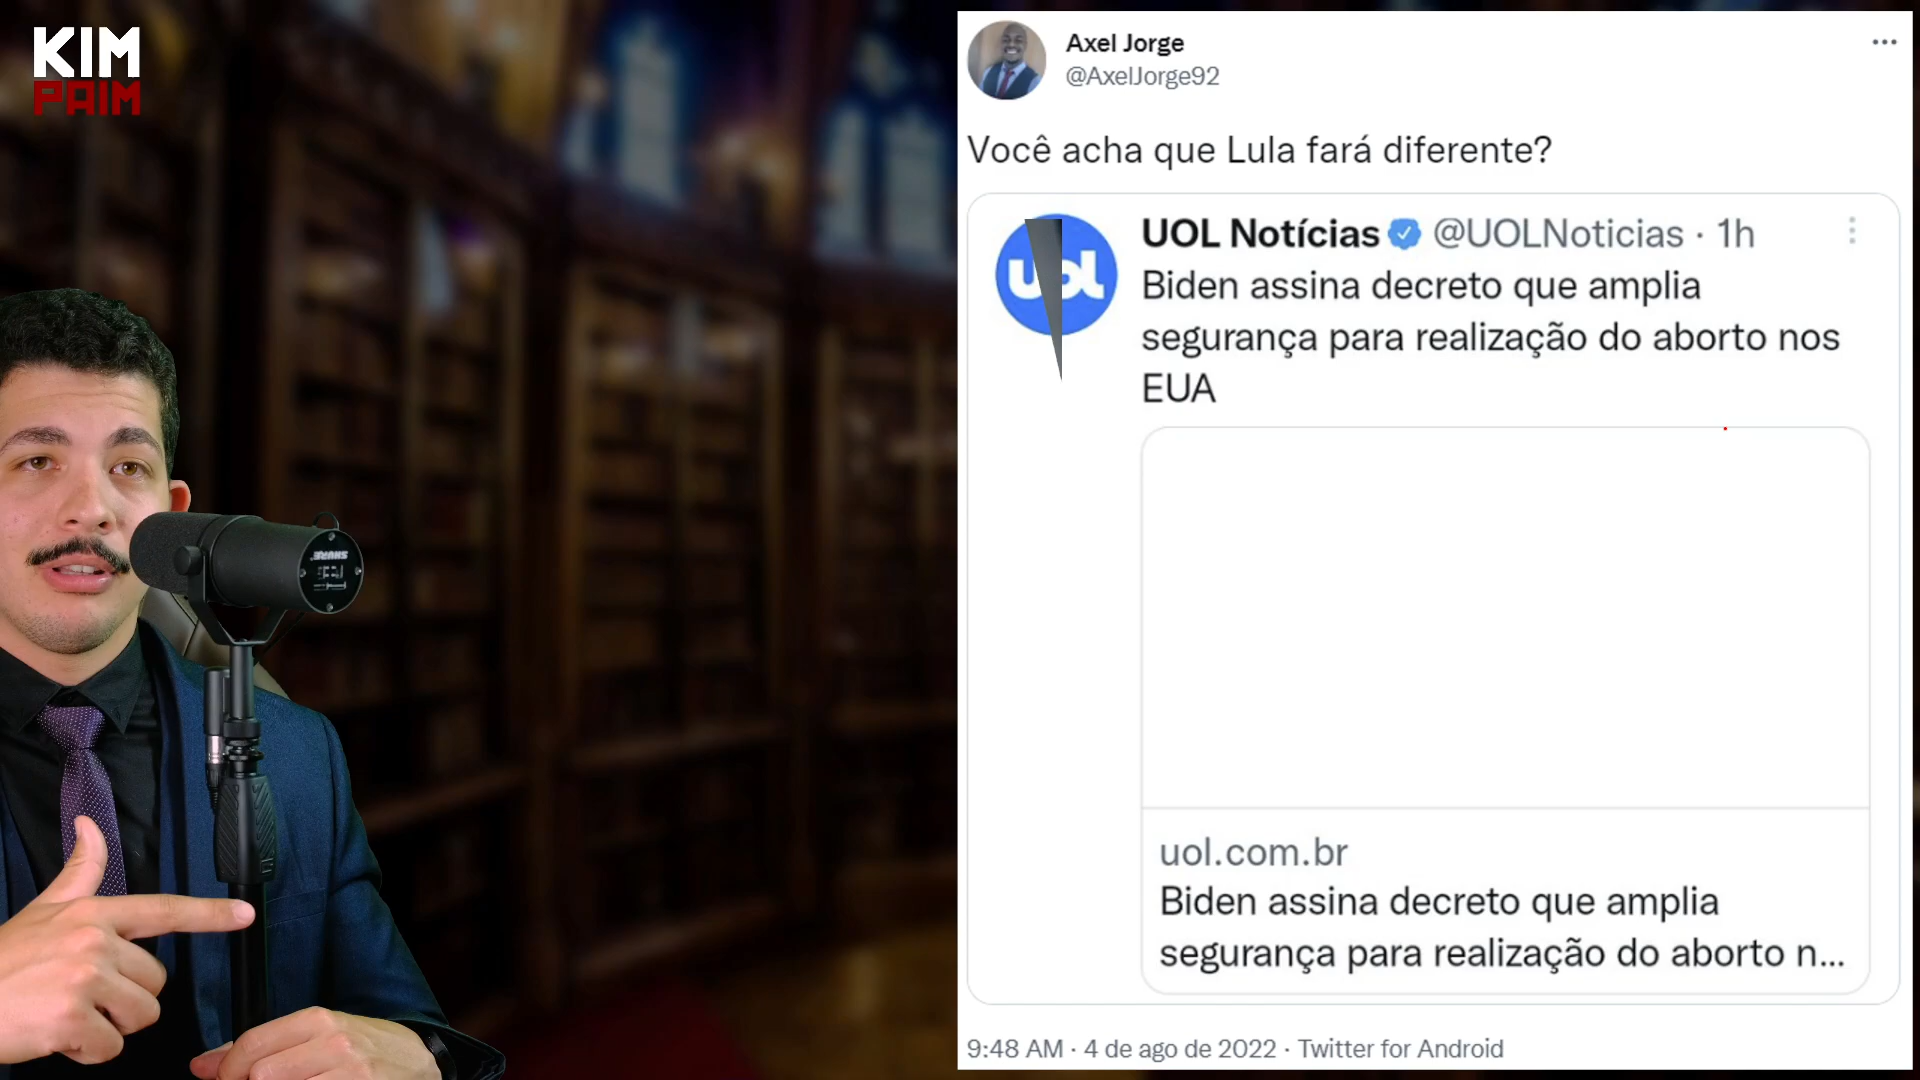 KIM
PAIM
Axel Jorge
@AxelJorge92
Você acha que Lula fará diferente?
uol
UOL Notícias @UOLNoticias · 1h
Biden assina decreto que amplia
segurança para realização do aborto nos
EUA
uol.com.br
Biden assina decreto que amplia
segurança para realização do aborto n...
9:48 AM · 4 de ago de 2022 · Twitter for Android
SHURE